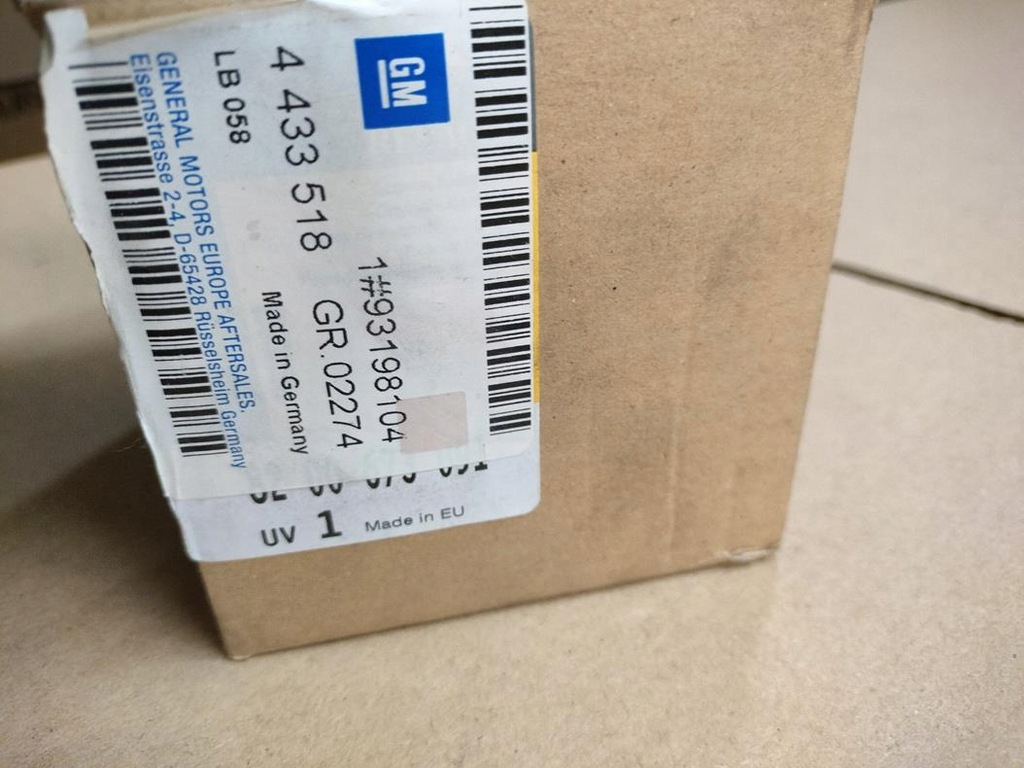 GM
1#93198104
4 433 518 GR.02274
LB 058 Made in Germany
GENERAL MOTORS EUROPE AFTERSALES.
Eisenstrasse 2-4, D-65428 Rüsselsheim Germany
UV 1 Made in EU